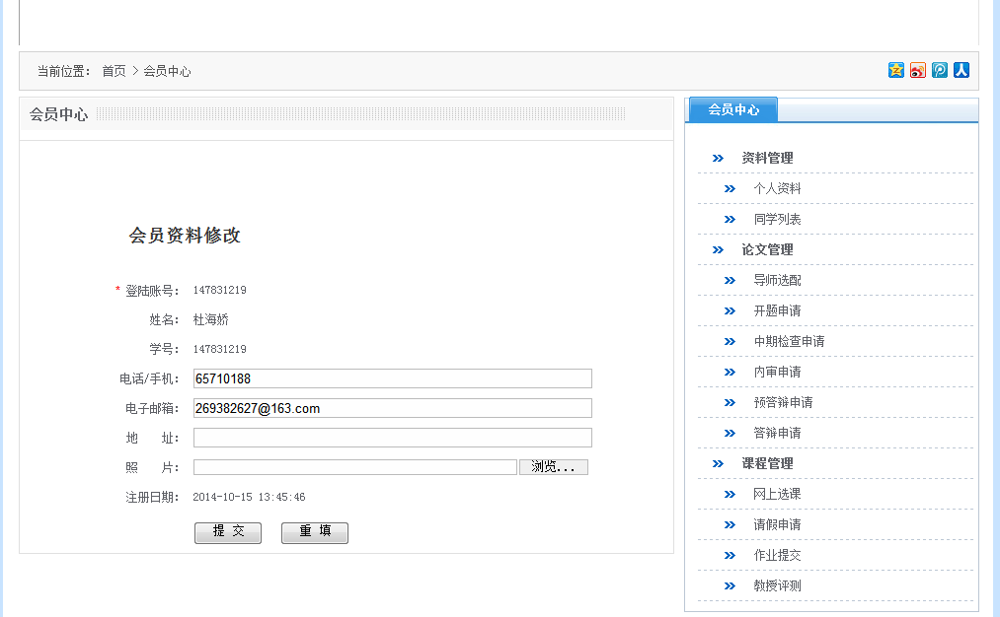 当前位置： 首页 > 会员中心
会员中心
会员资料修改
* 登陆账号： 147831219
姓名： 杜海娇
学号： 147831219
电话/手机： 65710188
电子邮箱： 269382627@163.com
地 址：
照 片： 浏览...
注册日期： 2014-10-15 13:45:46
提 交 重 填
会员中心
资料管理
个人资料
同学列表
论文管理
导师选配
开题申请
中期检查申请
内审申请
预答辩申请
答辩申请
课程管理
网上选课
请假申请
作业提交
教授评测